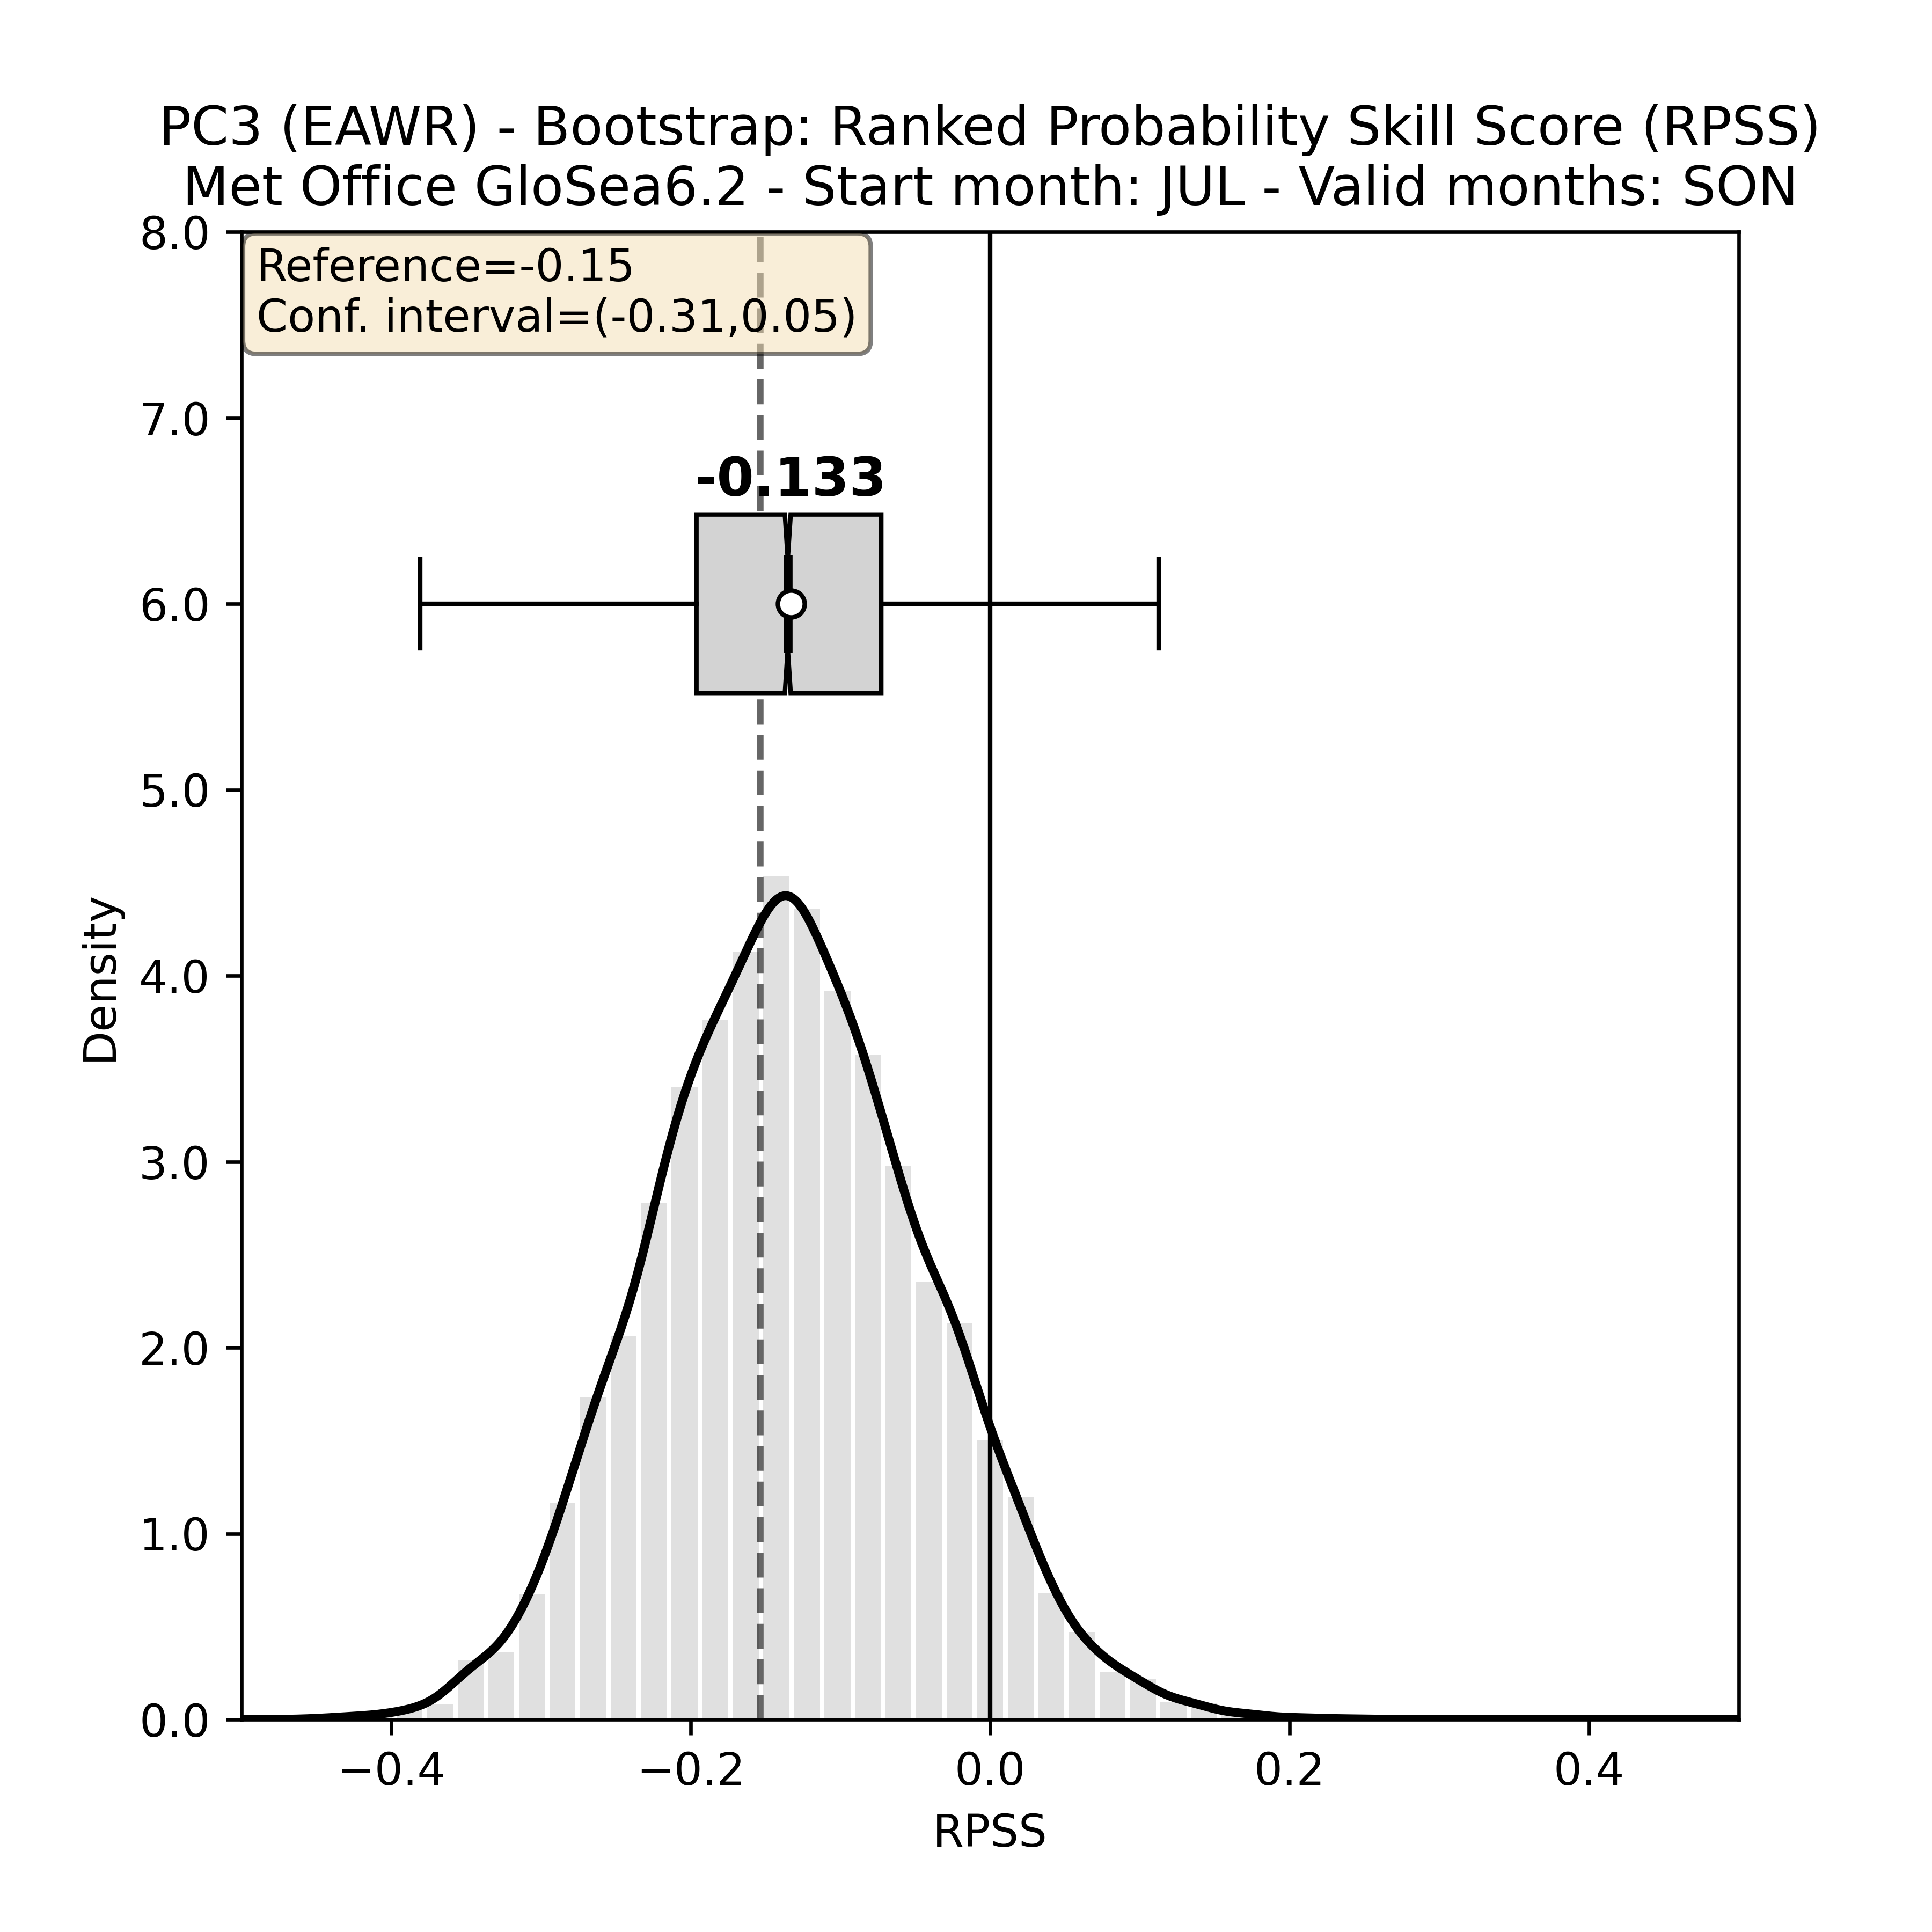 PC3 (EAWR) - Bootstrap: Ranked Probability Skill Score (RPSS)
Met Office GloSea6.2 - Start month: JUL - Valid months: SON
8.0
Reference=-0.15
Conf. interval=(-0.31,0.05)
7.0
-0.133
6.0
5.0
Density
4.0
3.0
2.0
1.0
0.0
−0.4 −0.2 0.0 0.2 0.4
RPSS